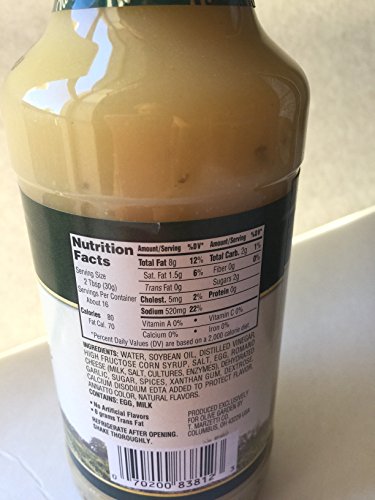 Nutrition
Facts
Serving Size
2 Tbsp (30g)
Servings Per Container
About 16
Calories 80
Fat Cal. 70
Amount/Serving %DV*
Total Fat 8g 12%
Sat. Fat 1.5g 6%
Trans Fat 0g
Cholest. 5mg 2%
Sodium 520mg 22%
Vitamin A 0% •
Calcium 0% •
Amount/Serving %DV*
Total Carb. 2g 1%
Fiber 0g 0%
Sugars 2g
Protein 0g
Vitamin C 0%
Iron 0%
*Percent Daily Values (DV) are based on a 2,000 calorie diet.
INGREDIENTS: WATER, SOYBEAN OIL, DISTILLED VINEGAR,
HIGH FRUCTOSE CORN SYRUP, SALT, EGG, ROMANO
CHEESE (MILK, SALT, CULTURES, ENZYMES), DEHYDRATED
GARLIC, SUGAR, SPICES, XANTHAN GUM, DEXTROSE,
CALCIUM DISODIUM EDTA ADDED TO PROTECT FLAVOR,
ANNATTO COLOR, NATURAL FLAVORS.
CONTAINS: EGG, MILK
• No Artificial Flavors
• 0 grams Trans Fat
REFRIGERATE AFTER OPENING.
SHAKE THOROUGHLY.
PRODUCED EXCLUSIVELY
FOR OLIVE GARDEN BY
T. MARZETTI CO.
COLUMBUS, OH 43229 USA
0 70200 83812 3